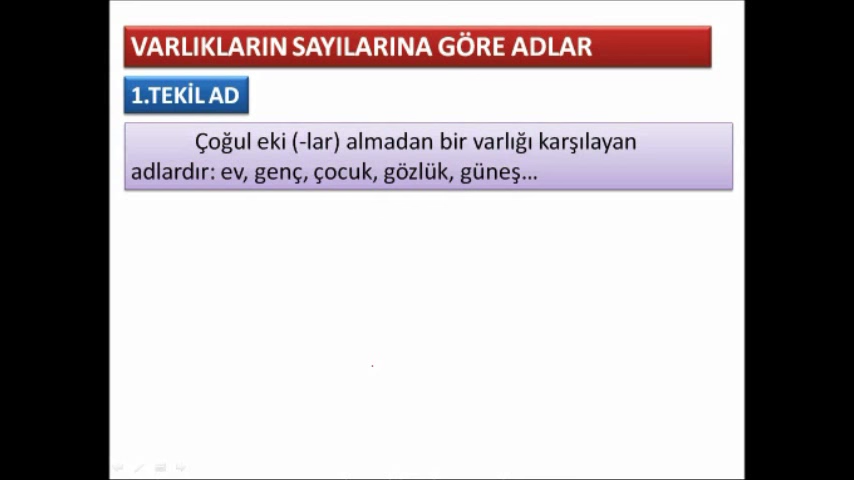 VARLIKLARIN SAYILARINA GÖRE ADLAR
1.TEKİL AD
Çoğul eki (-lar) almadan bir varlığı karşılayan
adlardır: ev, genç, çocuk, gözlük, güneş...